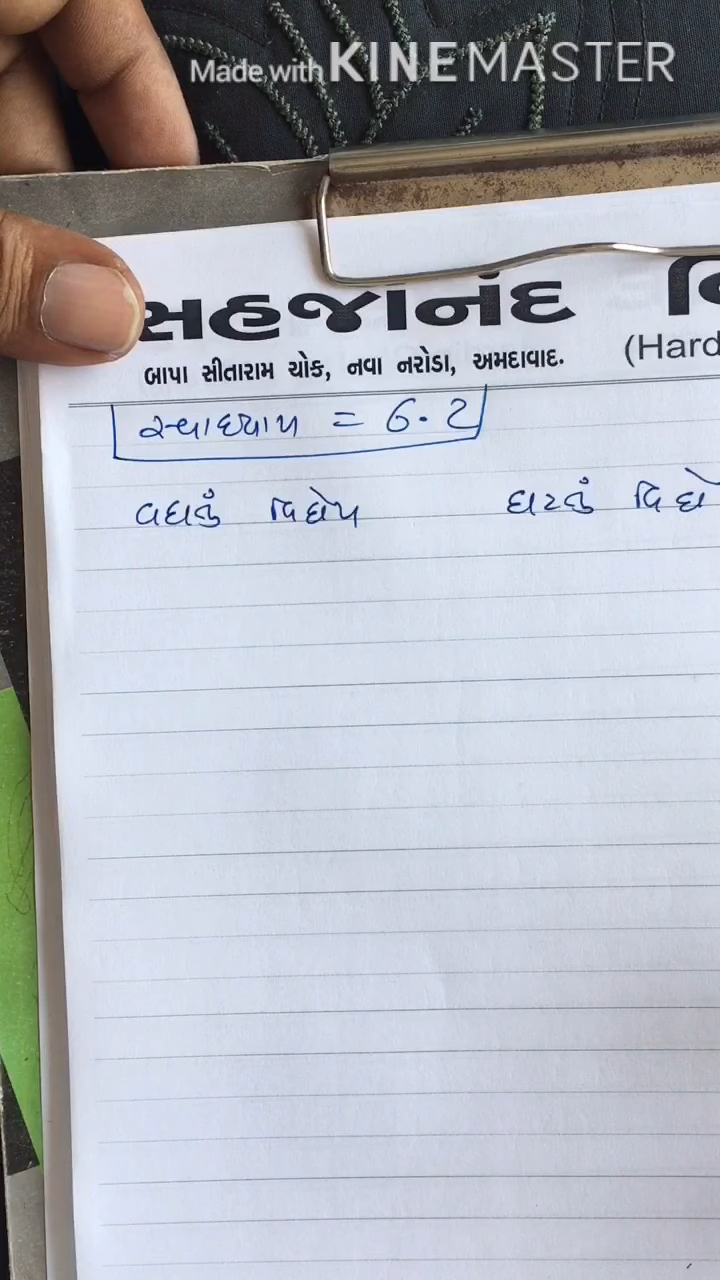 Made with KINEMASTER
સહજાનંદ વિ
બાપા સીતારામ ચોક, નવા નરોડા, અમદાવાદ. (Hard
સ્વાધ્યાય = 6.2
વધતું વિધેય ઘટતું વિધે